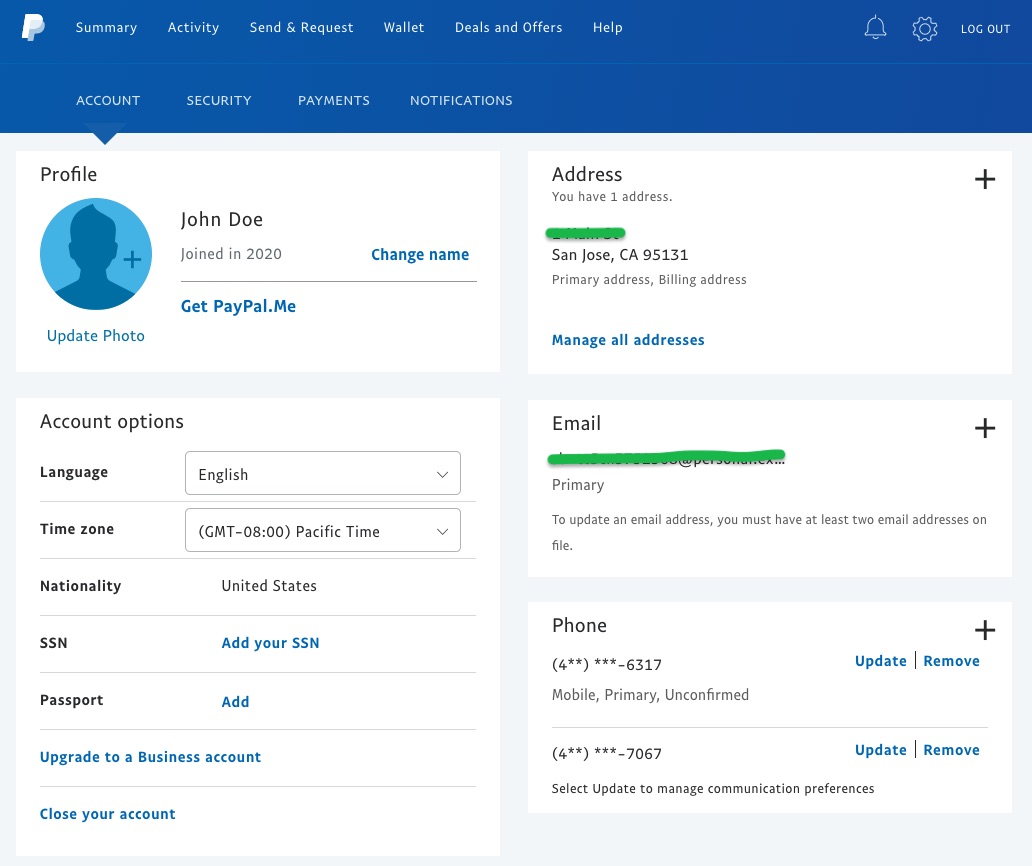 Summary Activity Send & Request Wallet Deals and Offers Help LOG OUT
ACCOUNT SECURITY PAYMENTS NOTIFICATIONS
Profile
John Doe
Joined in 2020 Change name
Get PayPal.Me
Update Photo
Account options
Language English
Time zone (GMT-08:00) Pacific Time
Nationality United States
SSN Add your SSN
Passport Add
Upgrade to a Business account
Close your account
Address
You have 1 address.
San Jose, CA 95131
Primary address, Billing address
Manage all addresses
Email
Primary
To update an email address, you must have at least two email addresses on
file.
Phone
(4**) ***-6317 Update | Remove
Mobile, Primary, Unconfirmed
(4**) ***-7067 Update | Remove
Select Update to manage communication preferences